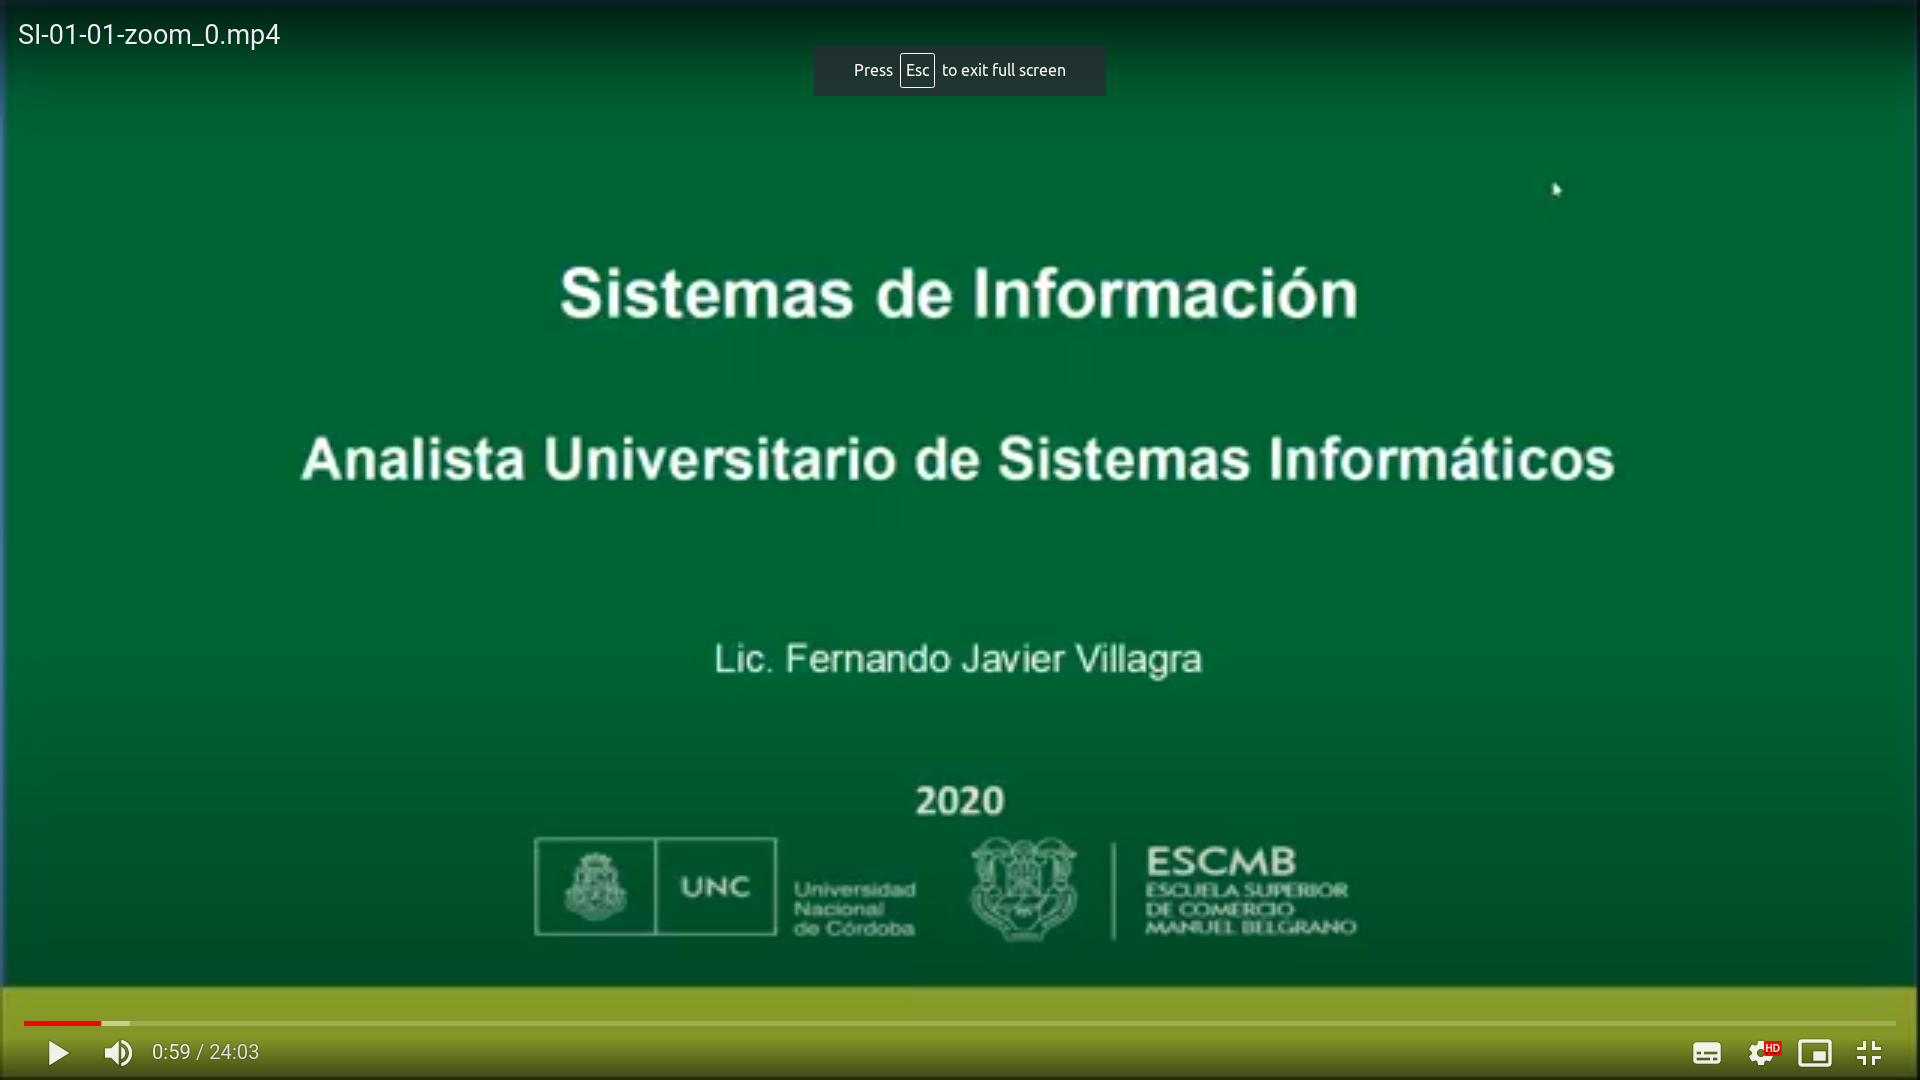 SI-01-01-zoom_0.mp4
Press Esc to exit full screen
Sistemas de Información
Analista Universitario de Sistemas Informáticos
Lic. Fernando Javier Villagra
2020
UNC
Universidad
Nacional
de Córdoba
ESCMB
ESCUELA SUPERIOR
DE COMERCIO
MANUEL BELGRANO
0:59 / 24:03
HD